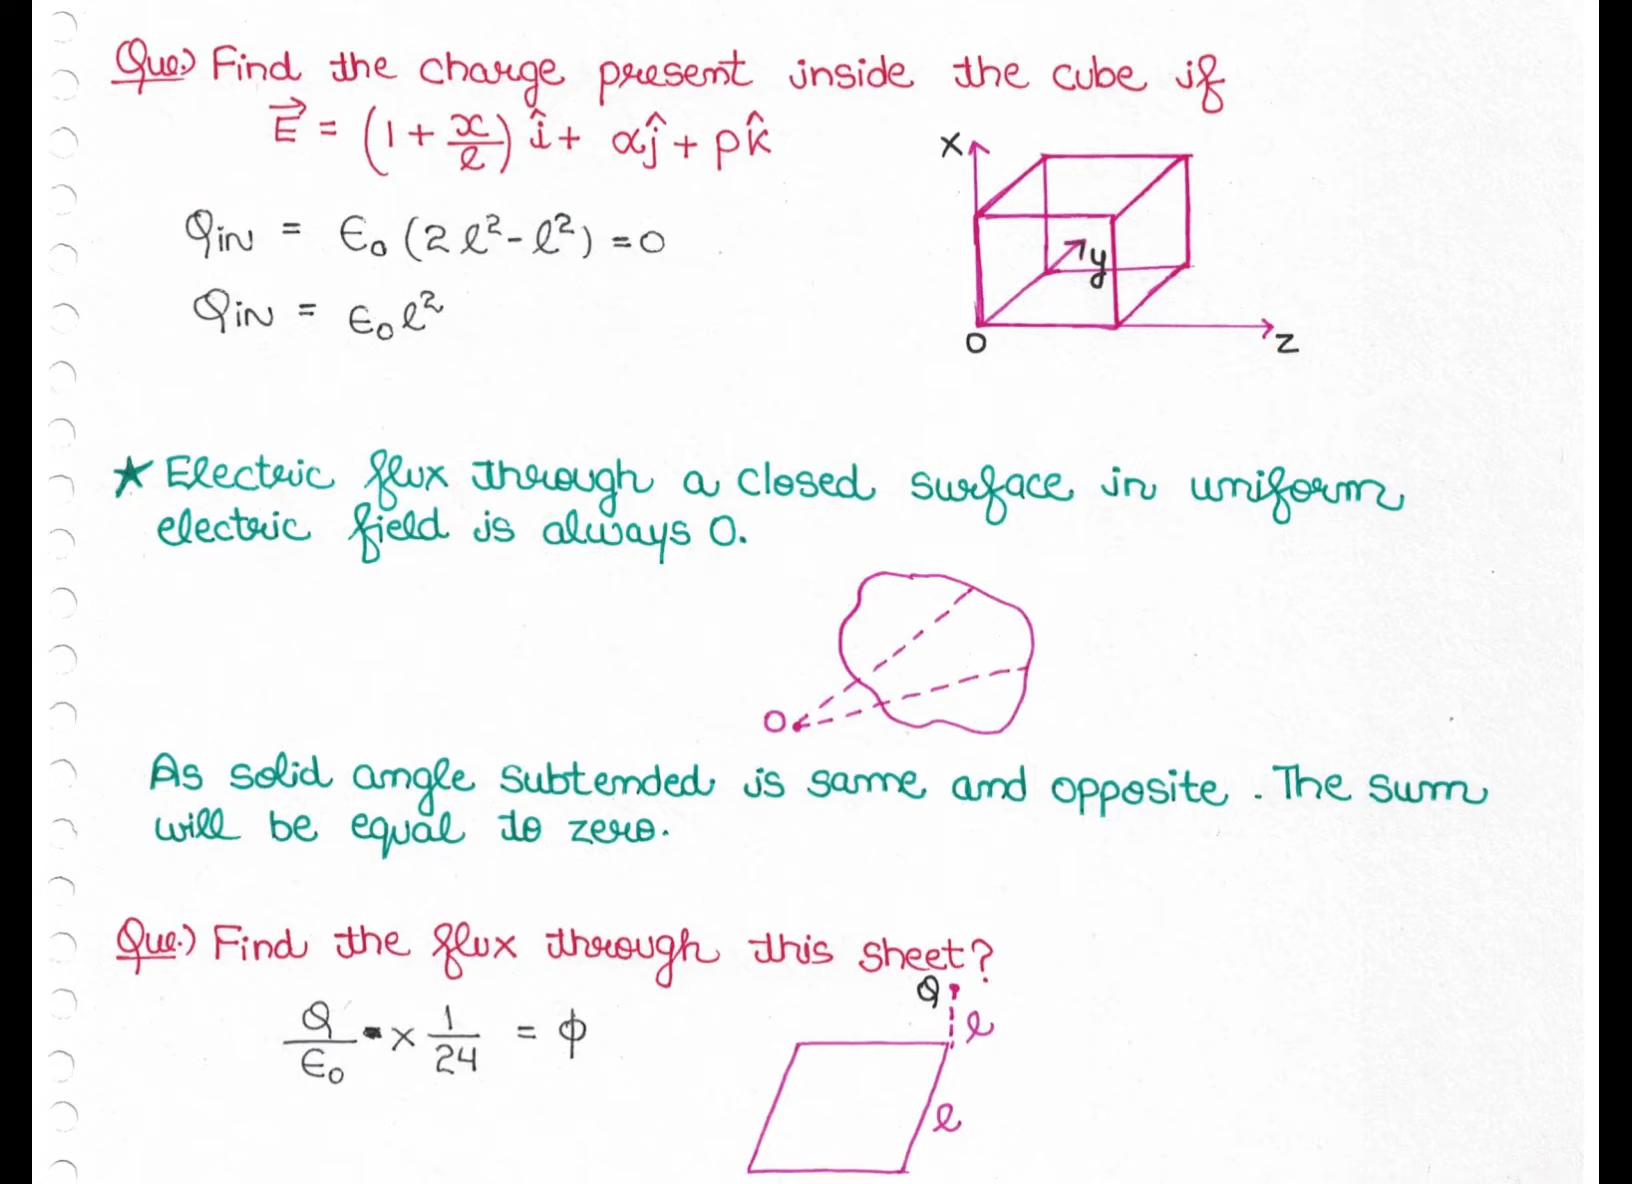 Que.) Find the charge present inside the cube if
E⃗ = (1 + x/l) î + αĵ + pk̂
X
qin = ϵ₀ (2l² - l²) = 0
y
qin = ϵ₀l²
O
Z
★ Electric flux through a closed surface in uniform
electric field is always 0.
O
As solid angle subtended is same and opposite. The sum
will be equal to zero.
Que.) Find the flux through this sheet?
Q
l
Q/ϵ₀ × 1/24 = ϕ
l